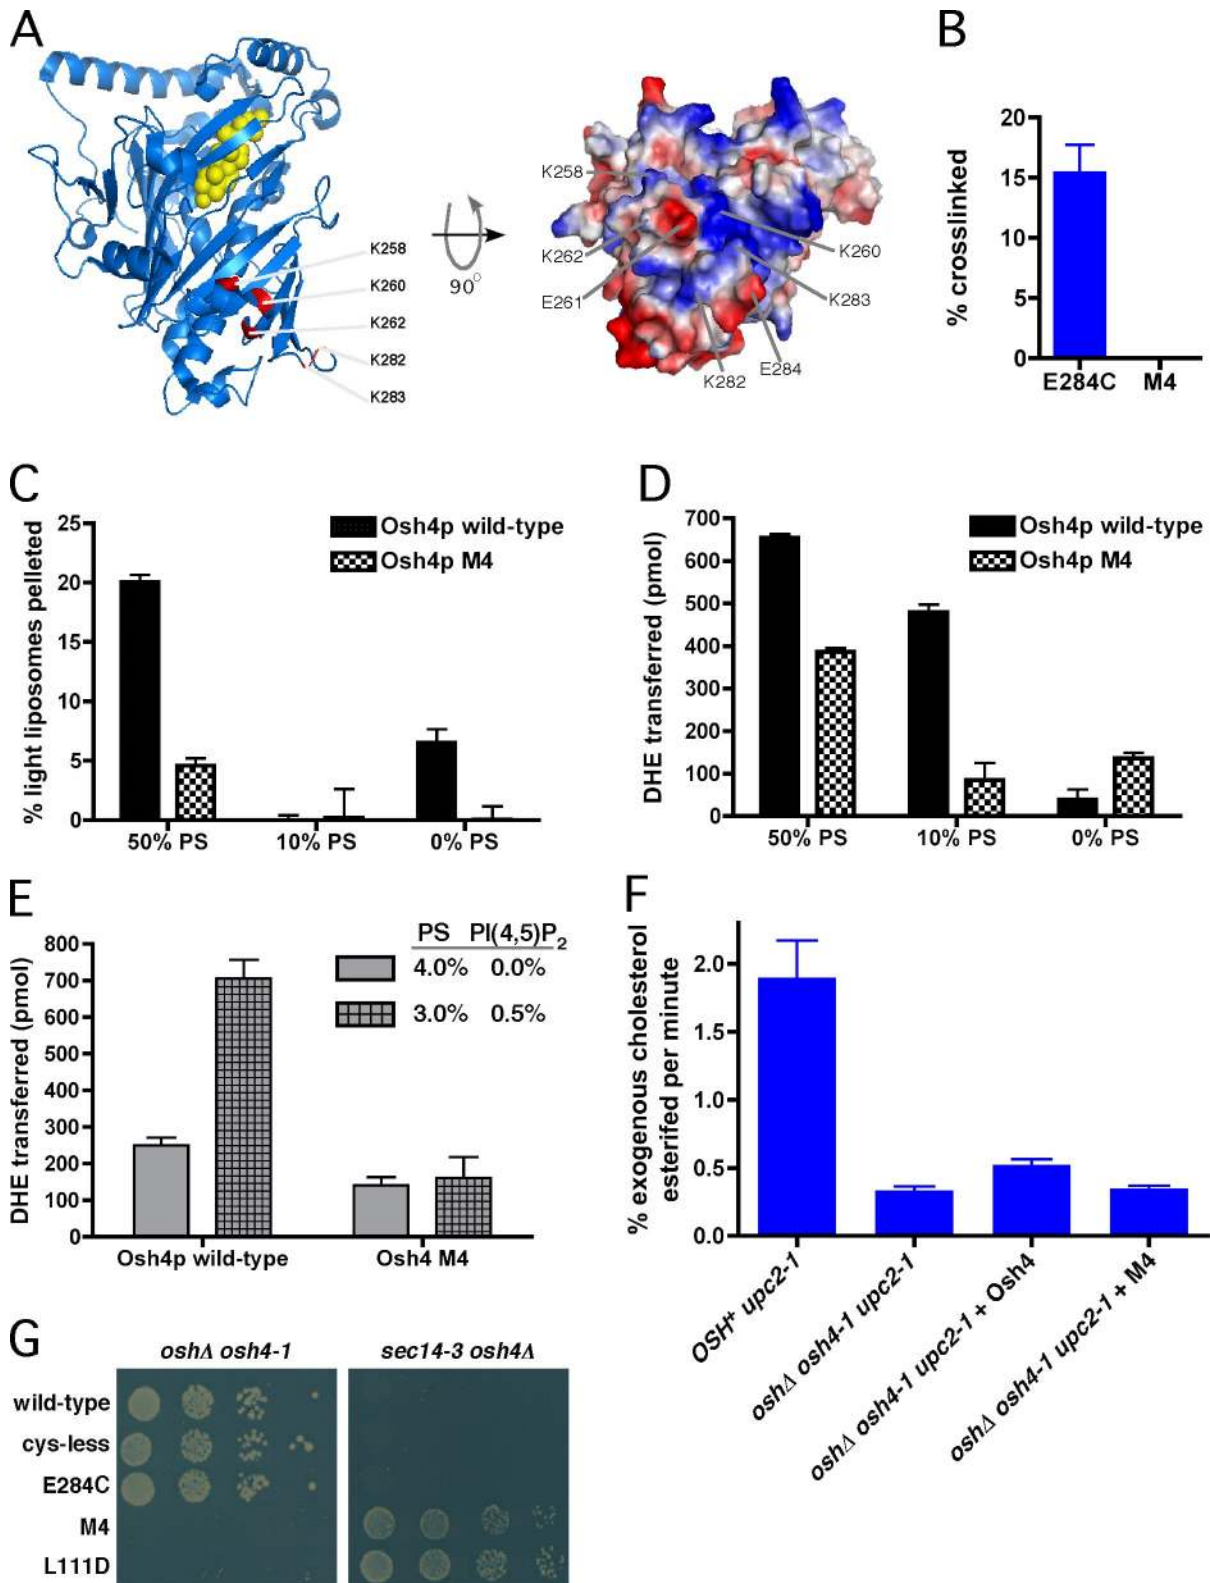 A
K258
K260
K262
K282
K283
90°
K258
K262
E261
K260
K283
K282
E284
B
% crosslinked
20
15
10
5
0
E284C
M4
C
% light liposomes pelleted
25
20
15
10
5
0
Osh4p wild-type
Osh4p M4
50% PS
10% PS
0% PS
D
DHE transferred (pmol)
700
600
500
400
300
200
100
0
Osh4p wild-type
Osh4p M4
50% PS
10% PS
0% PS
E
DHE transferred (pmol)
800
700
600
500
400
300
200
100
0
PS PI(4,5)P2
4.0% 0.0%
3.0% 0.5%
Osh4p wild-type
Osh4 M4
F
% exogenous cholesterol
esterifed per minute
2.0
1.5
1.0
0.5
0.0
OSH+ upc2-1
oshΔ osh4-1 upc2-1
oshΔ osh4-1 upc2-1 + Osh4
oshΔ osh4-1 upc2-1 + M4
G
oshΔ osh4-1
sec14-3 osh4Δ
wild-type
cys-less
E284C
M4
L111D